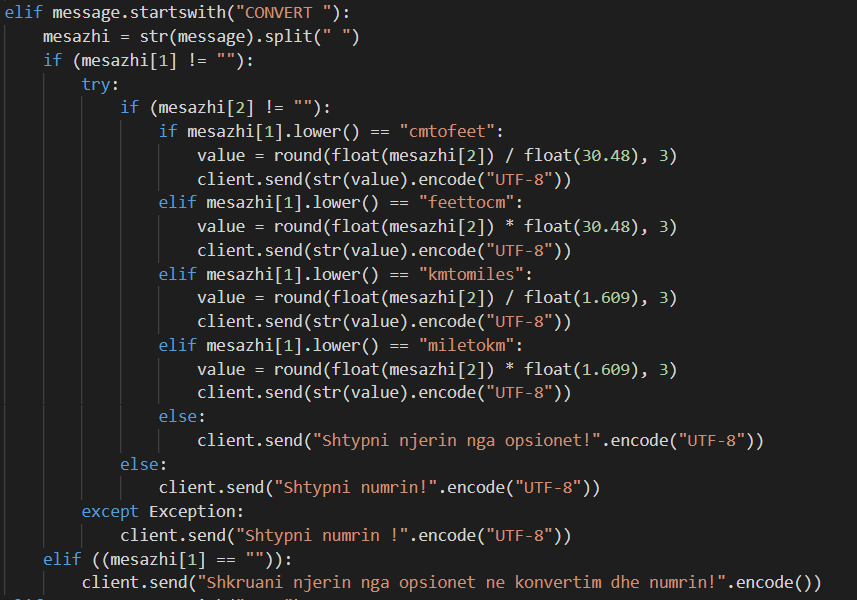 elif message.startswith("CONVERT "):
    mesazhi = str(message).split(" ")
    if (mesazhi[1] != ""):
        try:
            if (mesazhi[2] != ""):
                if mesazhi[1].lower() == "cmtofeet":
                    value = round(float(mesazhi[2]) / float(30.48), 3)
                    client.send(str(value).encode("UTF-8"))
                elif mesazhi[1].lower() == "feettocm":
                    value = round(float(mesazhi[2]) * float(30.48), 3)
                    client.send(str(value).encode("UTF-8"))
                elif mesazhi[1].lower() == "kmtomiles":
                    value = round(float(mesazhi[2]) / float(1.609), 3)
                    client.send(str(value).encode("UTF-8"))
                elif mesazhi[1].lower() == "miletokm":
                    value = round(float(mesazhi[2]) * float(1.609), 3)
                    client.send(str(value).encode("UTF-8"))
                else:
                    client.send("Shtypni njerin nga opsionet!".encode("UTF-8"))
            else:
                client.send("Shtypni numrin!".encode("UTF-8"))
        except Exception:
            client.send("Shtypni numrin !".encode("UTF-8"))
    elif ((mesazhi[1] == "")):
        client.send("Shkruani njerin nga opsionet ne konvertim dhe numrin!".encode())